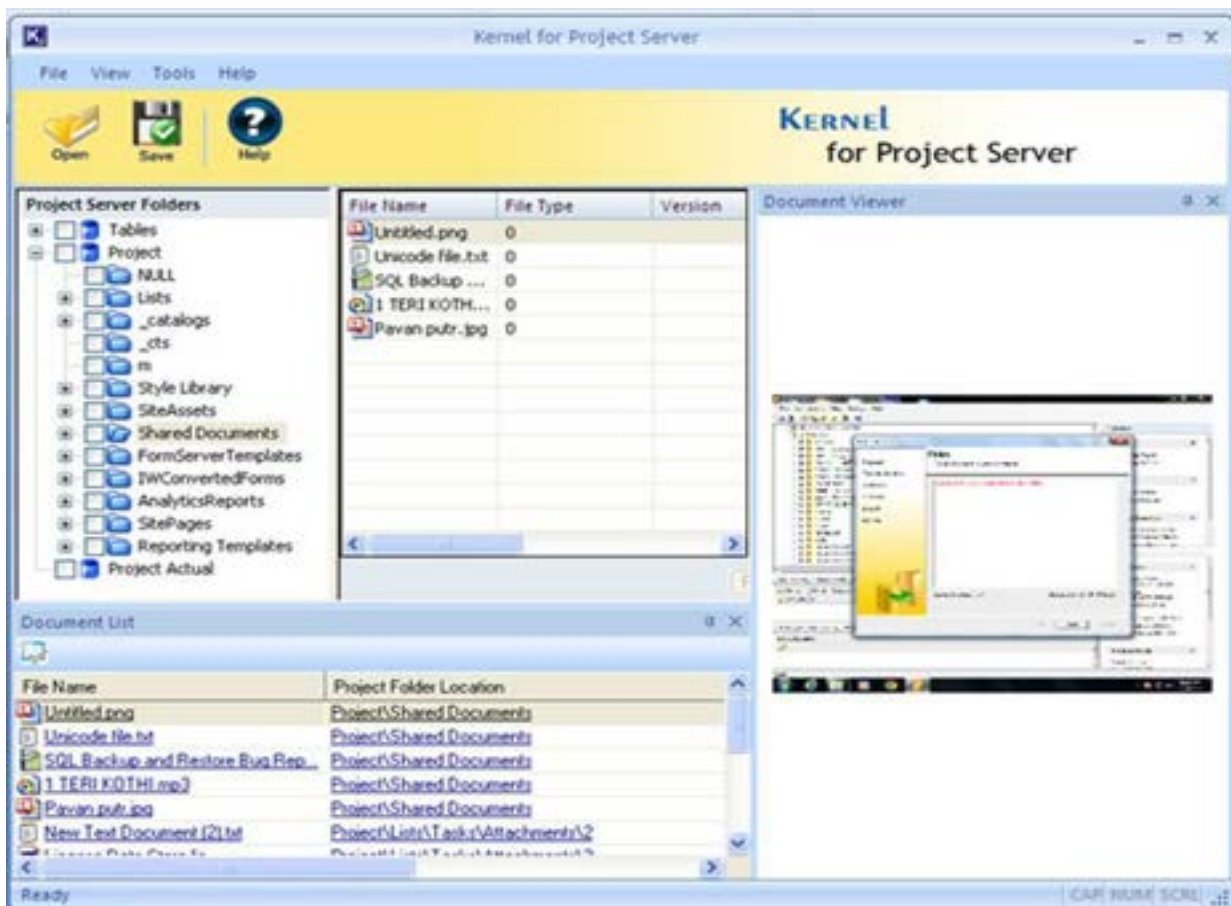 Kernel for Project Server
File View Tools Help
Open Save Help
KERNEL
for Project Server
Project Server Folders
Tables
Project
NULL
Lists
_catalogs
_cts
m
Style Library
SiteAssets
Shared Documents
FormServerTemplates
IWConvertedForms
AnalyticsReports
SitePages
Reporting Templates
Project Actual
File Name File Type Version
Untitled.png 0
Unicode file.txt 0
SQL Backup ... 0
1 TERI KOTH... 0
Pavan putr.jpg 0
Document Viewer
Document List
File Name Project Folder Location
Untitled.png Project\Shared Documents
Unicode file.txt Project\Shared Documents
SQL Backup and Restore Bug Rep... Project\Shared Documents
1 TERI KOTHI.mp3 Project\Shared Documents
Pavan putr.jpg Project\Shared Documents
New Text Document (2).txt Project\Lists\Tasks\Attachments\2
Ready
CAP NUM SCRL